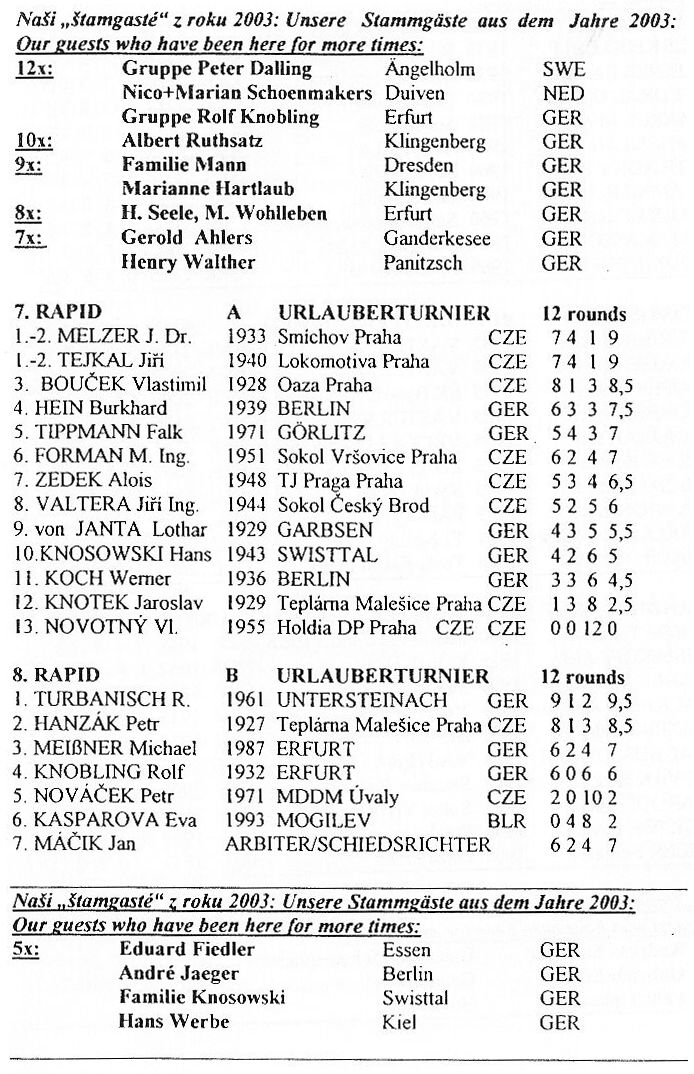 Naši „štamgasté“ z roku 2003: Unsere Stammgäste aus dem Jahre 2003:
Our guests who have been here for more times:
12x: Gruppe Peter Dalling Ängelholm SWE
Nico+Marian Schoenmakers Duiven NED
Gruppe Rolf Knobling Erfurt GER
10x: Albert Ruthsatz Klingenberg GER
9x: Familie Mann Dresden GER
Marianne Hartlaub Klingenberg GER
8x: H. Seele, M. Wohlleben Erfurt GER
7x: Gerold Ahlers Ganderkesee GER
Henry Walther Panitzsch GER
7. RAPID A URLAUBERTURNIER 12 rounds
1.-2. MELZER J. Dr. 1933 Smíchov Praha CZE 7 4 1 9
1.-2. TEJKAL Jiří 1940 Lokomotiva Praha CZE 7 4 1 9
3. BOUČEK Vlastimil 1928 Oaza Praha CZE 8 1 3 8,5
4. HEIN Burkhard 1939 BERLIN GER 6 3 3 7,5
5. TIPPMANN Falk 1971 GÖRLITZ GER 5 4 3 7
6. FORMAN M. Ing. 1951 Sokol Vršovice Praha CZE 6 2 4 7
7. ZEDEK Alois 1948 TJ Praga Praha CZE 5 3 4 6,5
8. VALTERA Jiří Ing. 1944 Sokol Český Brod CZE 5 2 5 6
9. von JANTA Lothar 1929 GARBSEN GER 4 3 5 5,5
10.KNOSOWSKI Hans 1943 SWISTTAL GER 4 2 6 5
11. KOCH Werner 1936 BERLIN GER 3 3 6 4,5
12. KNOTEK Jaroslav 1929 Teplárna Malešice Praha CZE 1 3 8 2,5
13. NOVOTNÝ Vl. 1955 Holdia DP Praha CZE CZE 0 0 12 0
8. RAPID B URLAUBERTURNIER 12 rounds
1. TURBANISCH R. 1961 UNTERSTEINACH GER 9 1 2 9,5
2. HANZÁK Petr 1927 Teplárna Malešice Praha CZE 8 1 3 8,5
3. MEIßNER Michael 1987 ERFURT GER 6 2 4 7
4. KNOBLING Rolf 1932 ERFURT GER 6 0 6 6
5. NOVÁČEK Petr 1971 MDDM Úvaly CZE 2 0 10 2
6. KASPAROVA Eva 1993 MOGILEV BLR 0 4 8 2
7. MÁČIK Jan ARBITER/SCHIEDSRICHTER 6 2 4 7
Naši „štamgasté“ z roku 2003: Unsere Stammgäste aus dem Jahre 2003:
Our guests who have been here for more times:
5x: Eduard Fiedler Essen GER
André Jaeger Berlin GER
Familie Knosowski Swisttal GER
Hans Werbe Kiel GER